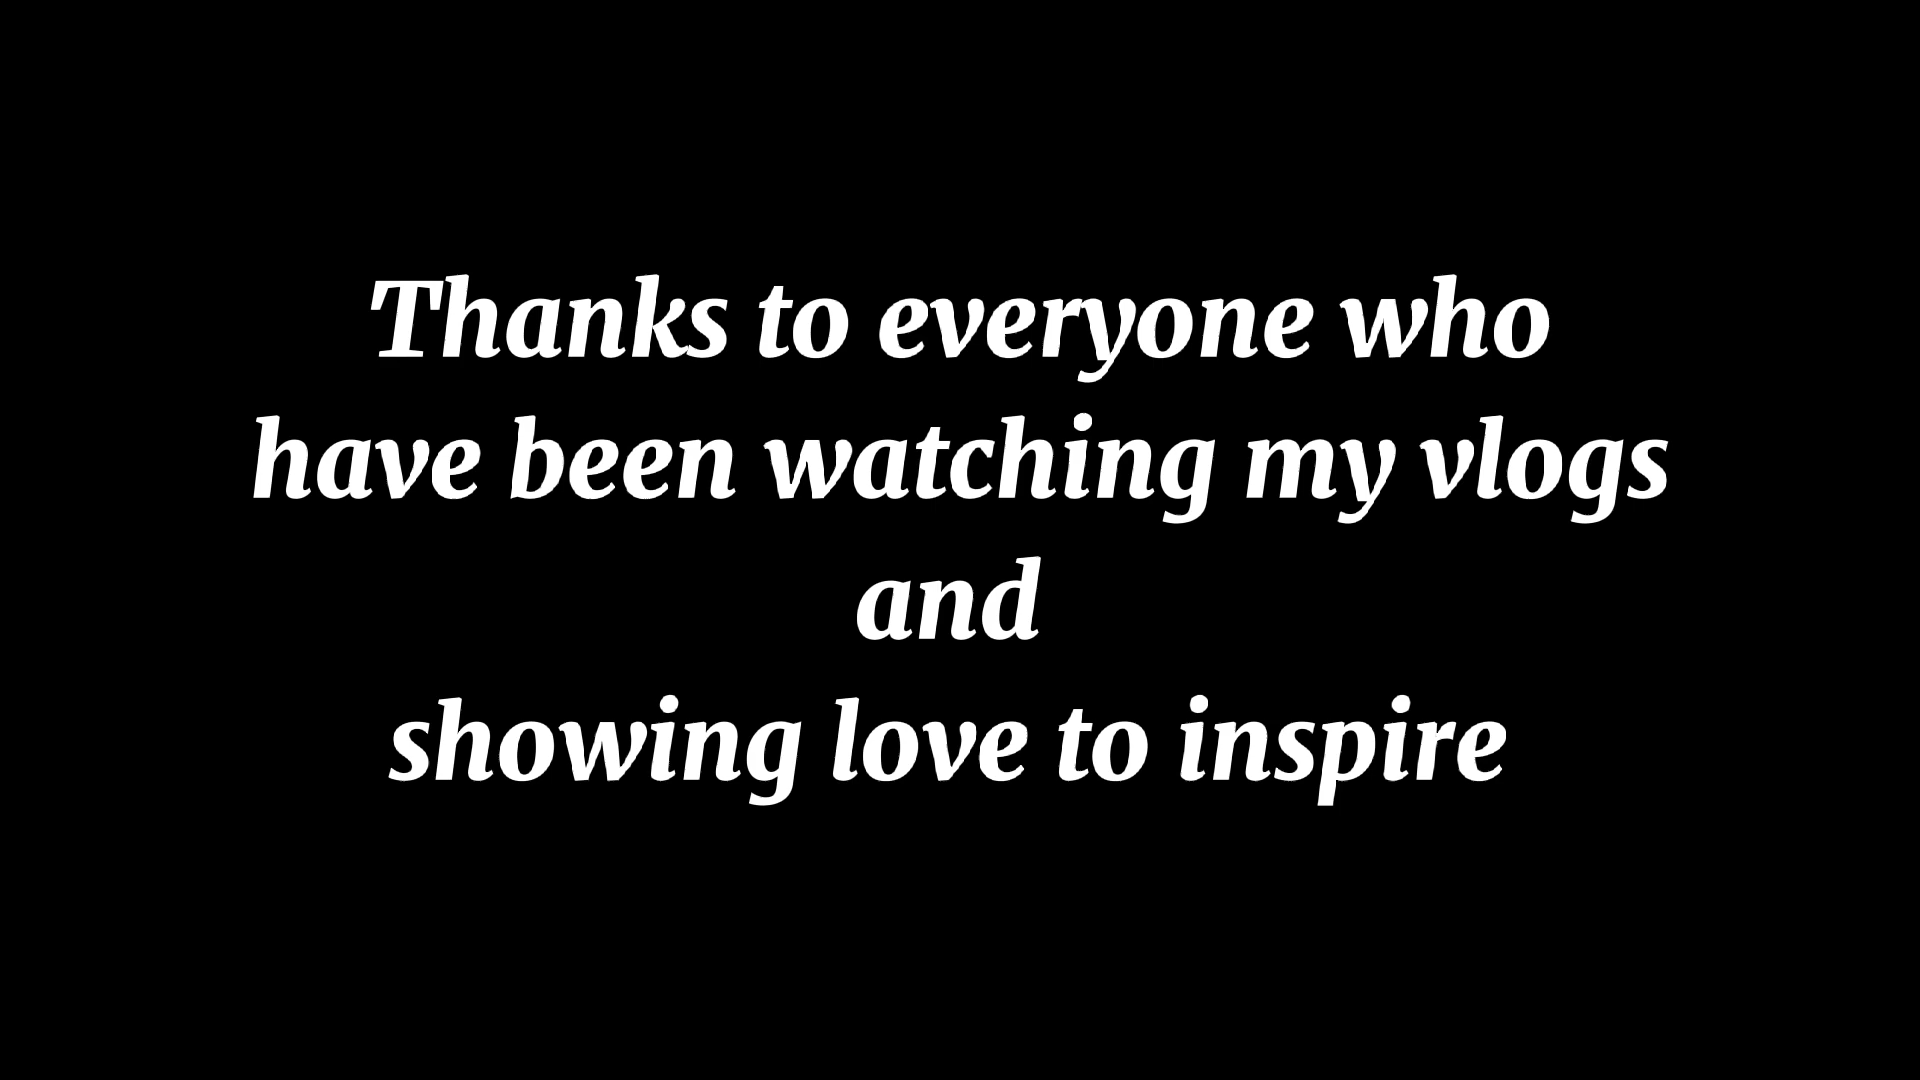 Thanks to everyone who
have been watching my vlogs
and
showing love to inspire